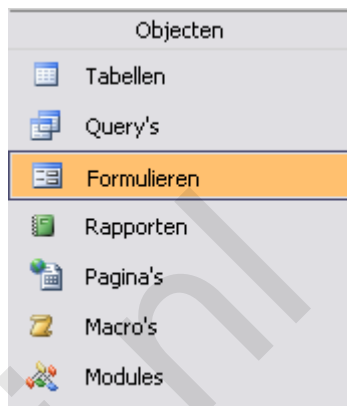 Objecten
Tabellen
Query's
Formulieren
Rapporten
Pagina's
Macro's
Modules